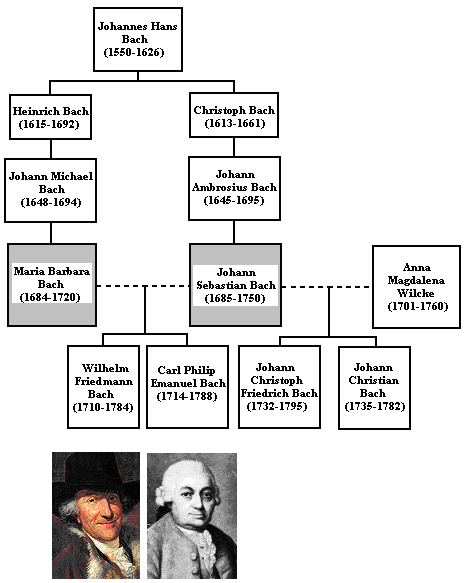 Johannes Hans
Bach
(1550-1626)
Heinrich Bach
(1615-1692)
Christoph Bach
(1613-1661)
Johann Michael
Bach
(1648-1694)
Johann
Ambrosius Bach
(1645-1695)
Maria Barbara
Bach
(1684-1720)
Johann
Sebastian Bach
(1685-1750)
Anna
Magdalena
Wilcke
(1701-1760)
Wilhelm
Friedmann
Bach
(1710-1784)
Carl Philip
Emanuel Bach
(1714-1788)
Johann
Christoph
Friedrich Bach
(1732-1795)
Johann
Christian
Bach
(1735-1782)